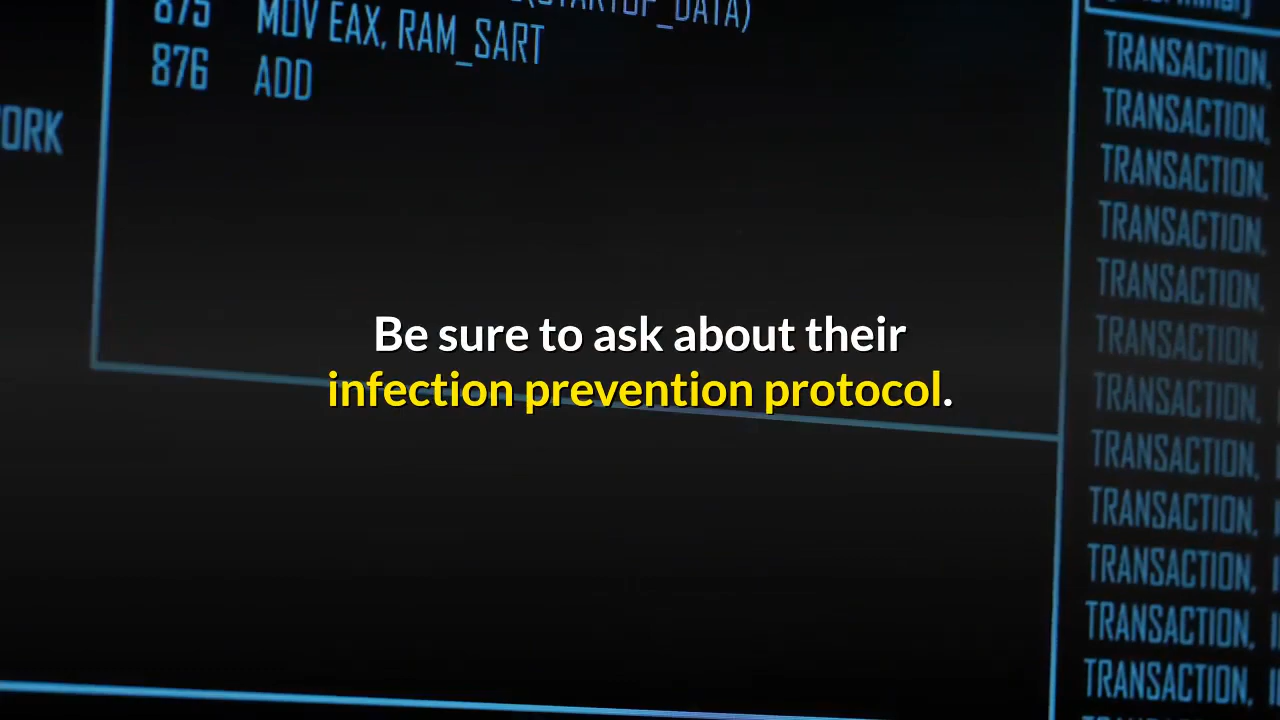 875 MOV EAX, RAM_SART
876 ADD
TRANSACTION,
TRANSACTION,
TRANSACTION,
TRANSACTION,
TRANSACTION,
TRANSACTION,
TRANSACTION,
TRANSACTION,
TRANSACTION,
TRANSACTION,
TRANSACTION,
TRANSACTION,
Be sure to ask about their
infection prevention protocol.